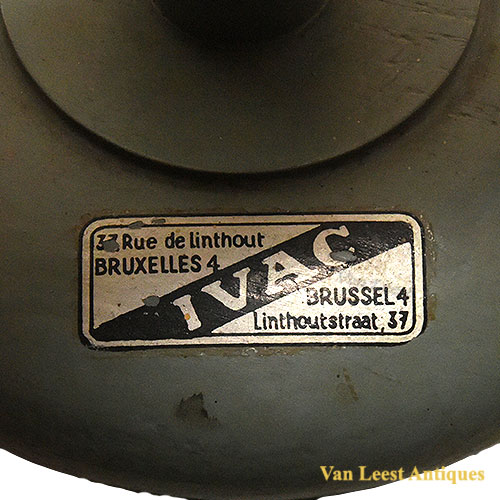 37 Rue de linthout
BRUXELLES 4
IVAC
BRUSSEL 4
Linthoutstraat, 37
Van Leest Antiques